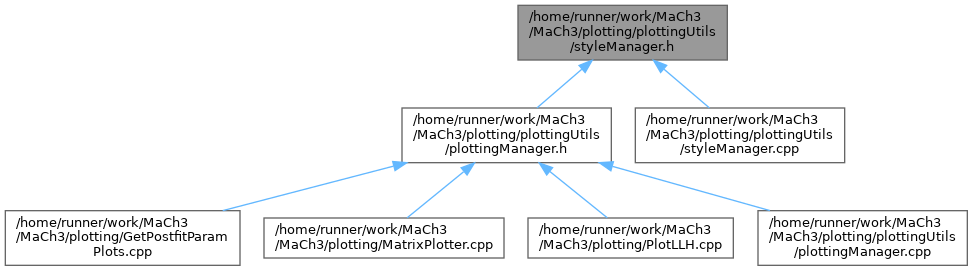 /home/runner/work/MaCh3
/MaCh3/plotting/plottingUtils
/styleManager.h
/home/runner/work/MaCh3
/MaCh3/plotting/plottingUtils
/plottingManager.h
/home/runner/work/MaCh3
/MaCh3/plotting/plottingUtils
/styleManager.cpp
/home/runner/work/MaCh3
/MaCh3/plotting/GetPostfitParam
Plots.cpp
/home/runner/work/MaCh3
/MaCh3/plotting/MatrixPlotter.cpp
/home/runner/work/MaCh3
/MaCh3/plotting/PlotLLH.cpp
/home/runner/work/MaCh3
/MaCh3/plotting/plottingUtils
/plottingManager.cpp